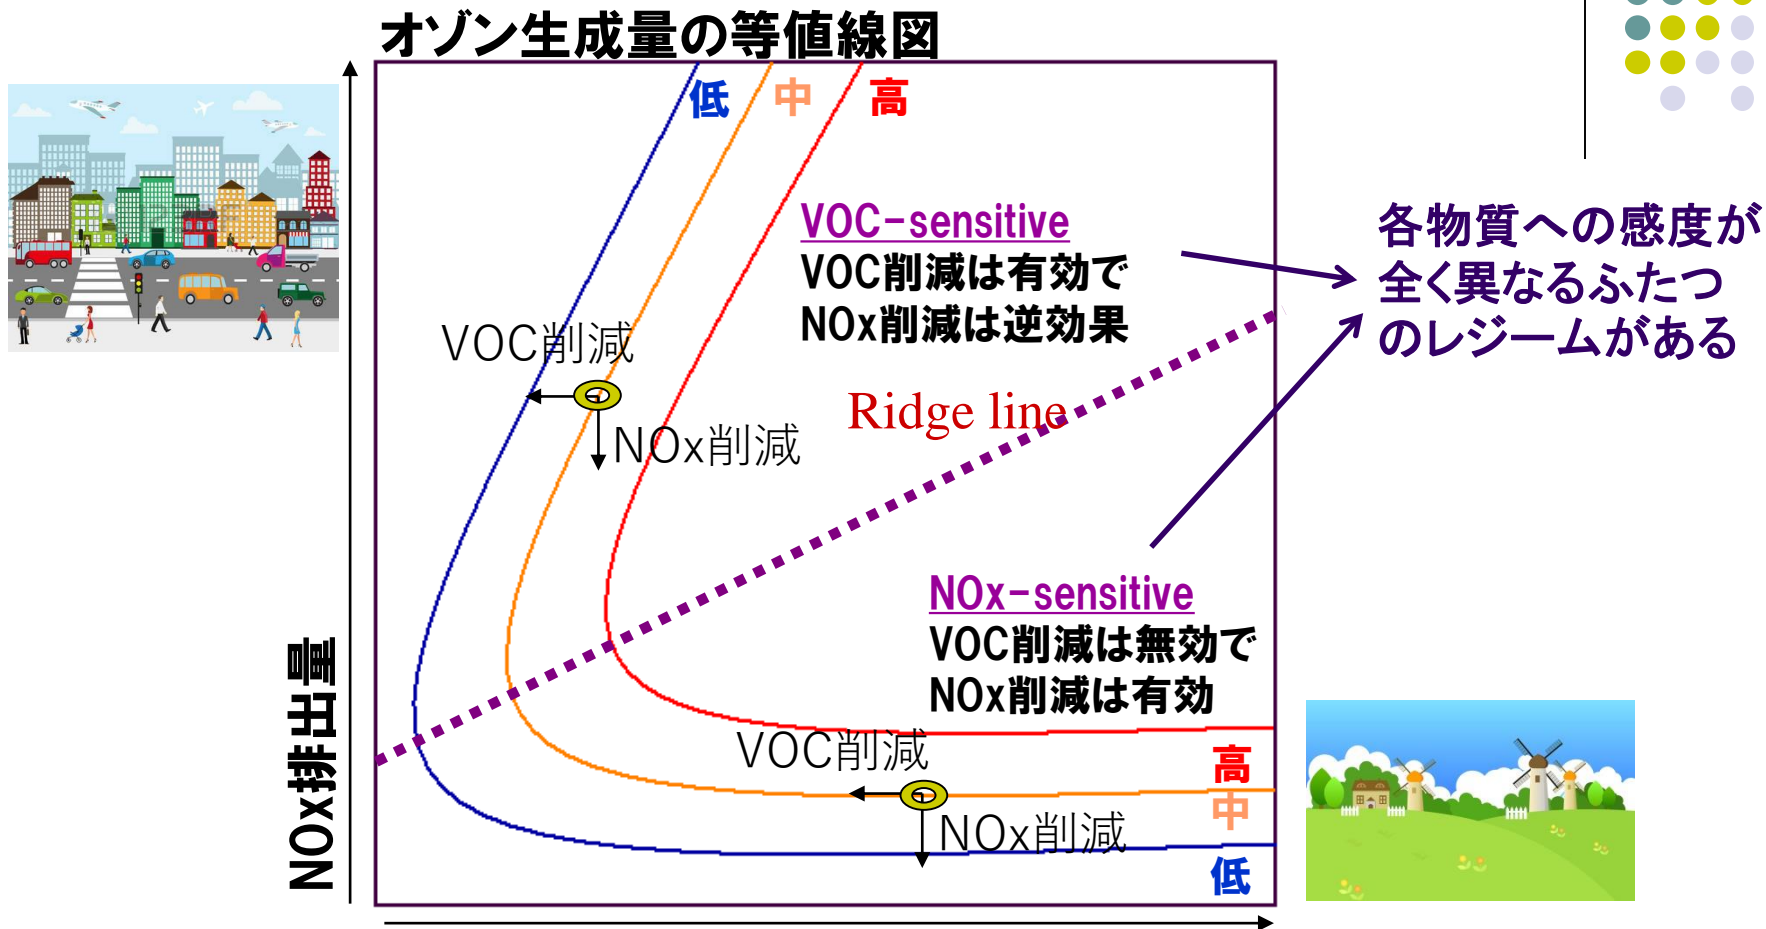 オゾン生成量の等値線図
低 中 高
VOC-sensitive
VOC削減は有効で
NOx削減は逆効果
各物質への感度が
全く異なるふたつ
のレジームがある
VOC削減
NOx削減
Ridge line
NOx-sensitive
VOC削減は無効で
NOx削減は有効
NOx排出量
VOC削減
NOx削減
高
中
低